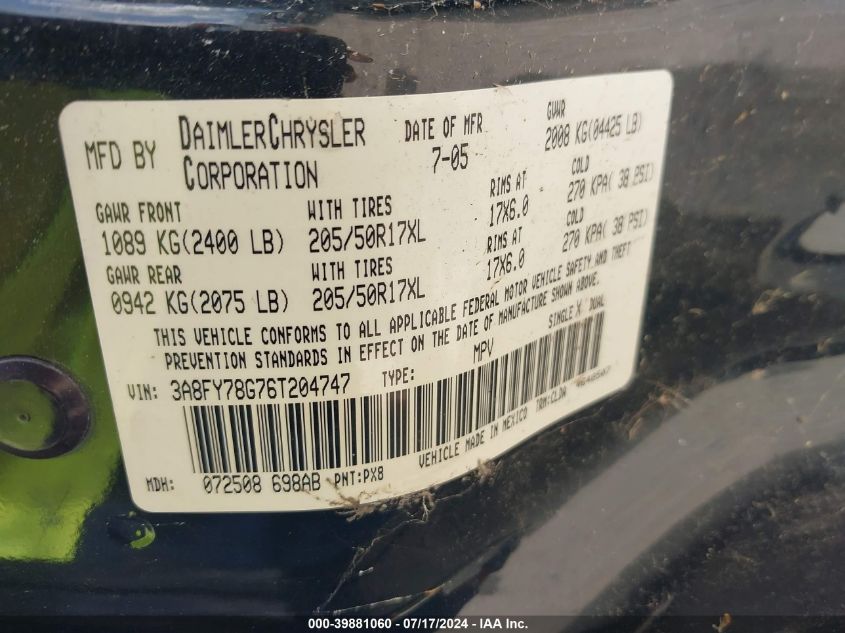 MFD BY DAIMLERCHRYSLER CORPORATION
DATE OF MFR 7-05
GVWR 2008 KG(04425 LB)
GAWR FRONT WITH TIRES RIMS AT COLD
1089 KG(2400 LB) 205/50R17XL 17X6.0 270 KPA( 38 PSI)
GAWR REAR WITH TIRES RIMS AT COLD
0942 KG(2075 LB) 205/50R17XL 17X6.0 270 KPA( 38 PSI)
THIS VEHICLE CONFORMS TO ALL APPLICABLE FEDERAL MOTOR VEHICLE SAFETY AND THEFT
PREVENTION STANDARDS IN EFFECT ON THE DATE OF MANUFACTURE SHOWN ABOVE.
VIN: 3A8FY78G76T204747 TYPE: MPV SINGLE X DUAL
VEHICLE MADE IN MEXICO TRM:CLDA
MDH: 072508 698AB PNT:PX8
000-39881060 - 07/17/2024 - IAA Inc.